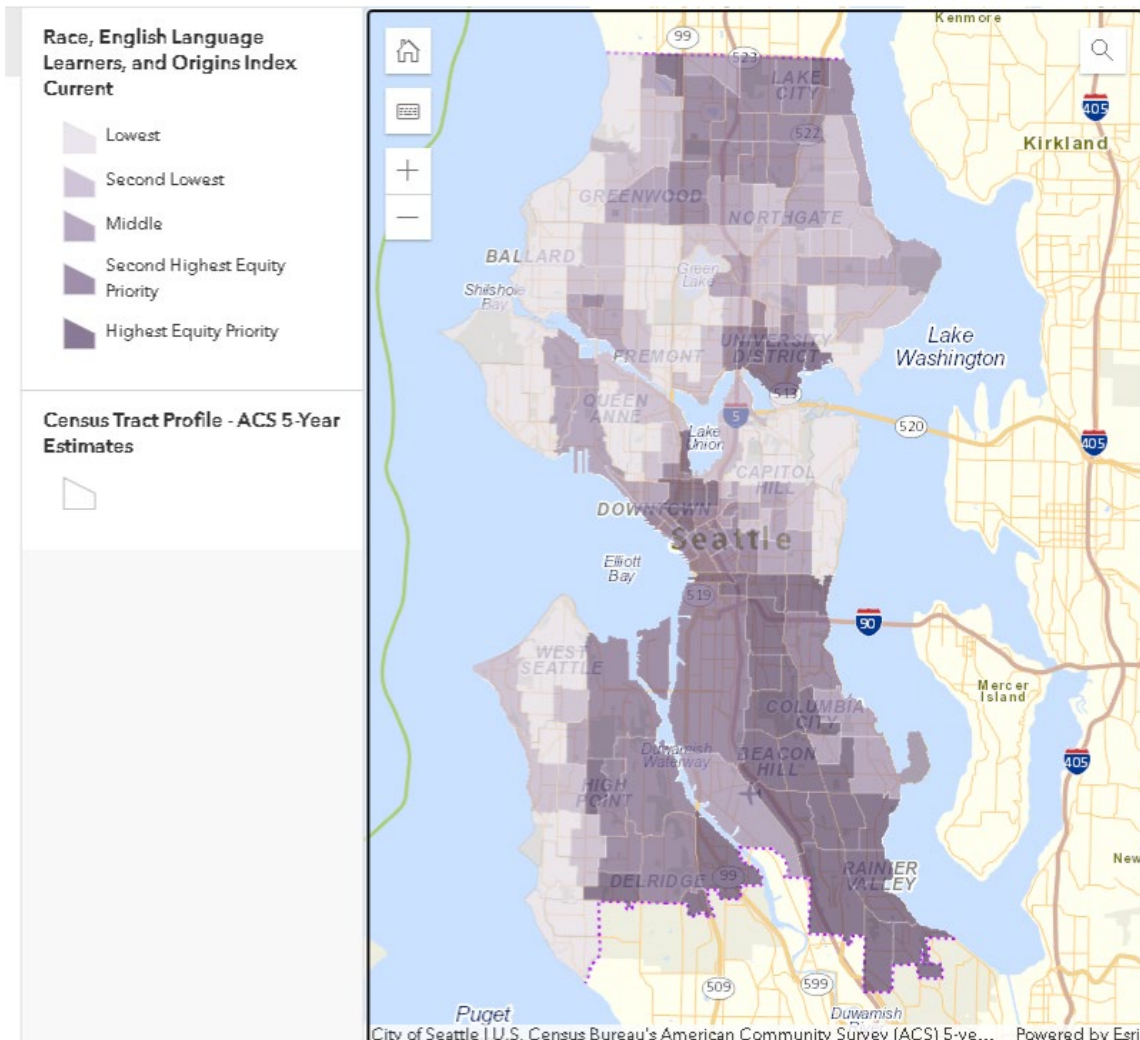 Race, English Language
Learners, and Origins Index
Current
Lowest
Second Lowest
Middle
Second Highest Equity
Priority
Highest Equity Priority
Census Tract Profile - ACS 5-Year
Estimates
Kenmore
99
523
LAKE
CITY
405
522
Kirkland
GREENWOOD
NORTHGATE
BALLARD
Green
Lake
Shilshole
Bay
Lake
Washington
UNIVERSITY
DISTRICT
FREMONT
513
QUEEN
ANNE
5
520
Lake
Union
405
CAPITOL
HILL
DOWNTOWN
Seattle
Elliott
Bay
519
90
WEST
SEATTLE
Mercer
Island
COLUMBIA
CITY
Duwamish
Waterway
BEACON
HILL
405
HIGH
POINT
New
RAINIER
VALLEY
DELRIDGE
99
509
599
Puget
Duwamish
City of Seattle | U.S. Census Bureau's American Community Survey (ACS) 5-ye...
Powered by Esri